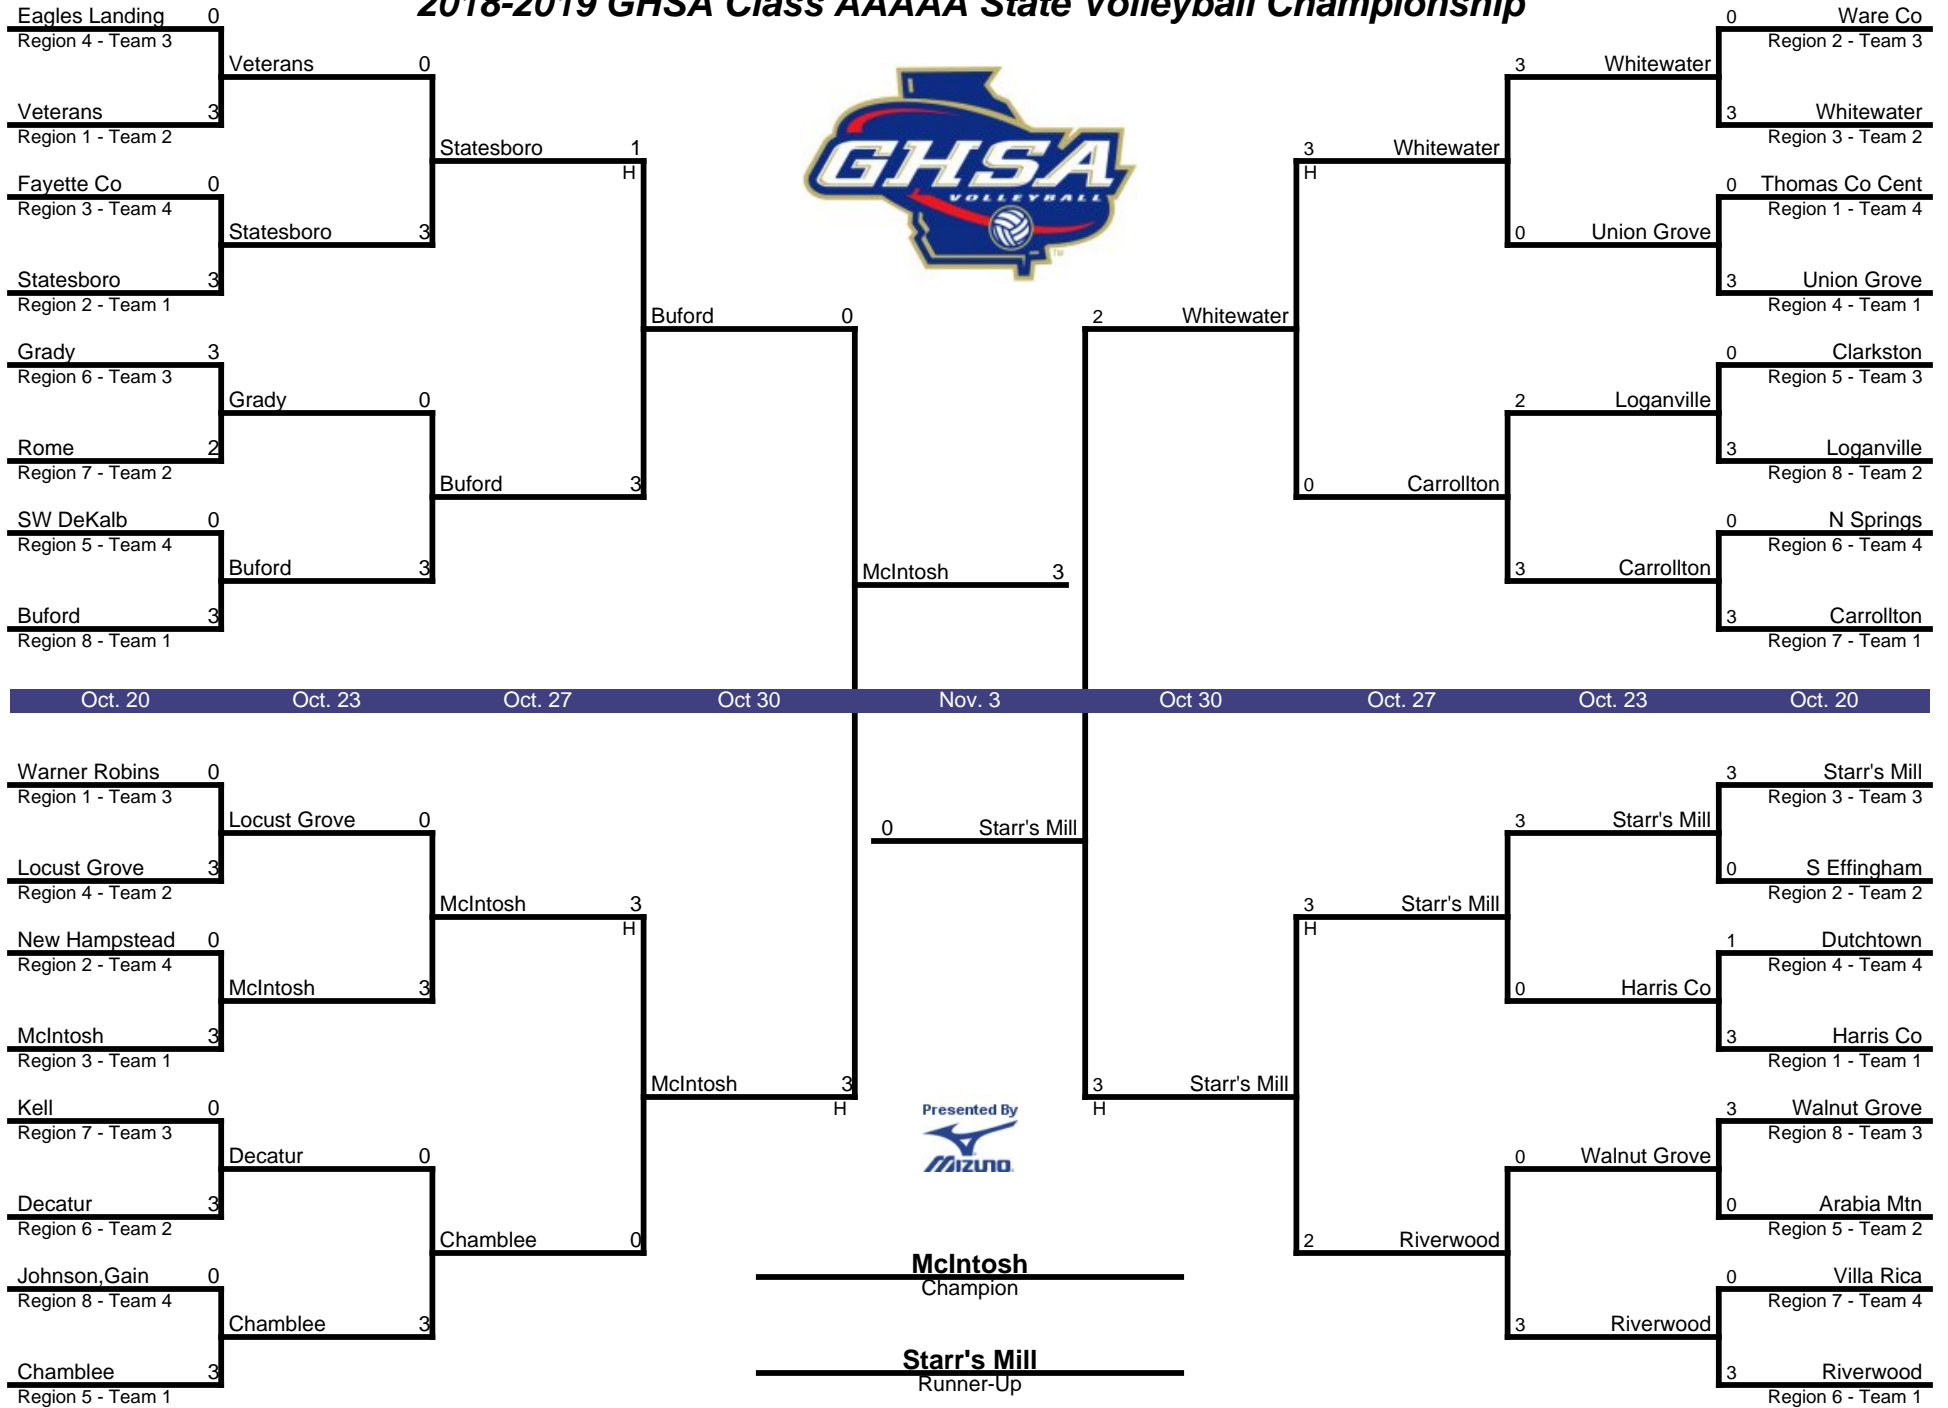 2018-2019 GHSA Class AAAAA State Volleyball Championship
Eagles Landing 0
Region 4 - Team 3
Veterans 0
Veterans 3
Region 1 - Team 2
Statesboro 1
H
Fayette Co 0
Region 3 - Team 4
Statesboro 3
Statesboro 3
Region 2 - Team 1
Buford 0
Grady 3
Region 6 - Team 3
Grady 0
Rome 2
Region 7 - Team 2
Buford 3
SW DeKalb 0
Region 5 - Team 4
Buford 3
Buford 3
Region 8 - Team 1
McIntosh 3
GHSA
VOLLEYBALL
TM
0 Ware Co
Region 2 - Team 3
3 Whitewater
3 Whitewater
Region 3 - Team 2
3 Whitewater
H
0 Thomas Co Cent
Region 1 - Team 4
0 Union Grove
3 Union Grove
Region 4 - Team 1
2 Whitewater
0 Clarkston
Region 5 - Team 3
2 Loganville
3 Loganville
Region 8 - Team 2
0 Carrollton
0 N Springs
Region 6 - Team 4
3 Carrollton
3 Carrollton
Region 7 - Team 1
Oct. 20 Oct. 23 Oct. 27 Oct 30 Nov. 3 Oct 30 Oct. 27 Oct. 23 Oct. 20
Warner Robins 0
Region 1 - Team 3
Locust Grove 0
Locust Grove 3
Region 4 - Team 2
McIntosh 3
H
New Hampstead 0
Region 2 - Team 4
McIntosh 3
McIntosh 3
Region 3 - Team 1
McIntosh 3
H
Kell 0
Region 7 - Team 3
Decatur 0
Decatur 3
Region 6 - Team 2
Chamblee 0
Johnson,Gain 0
Region 8 - Team 4
Chamblee 3
Chamblee 3
Region 5 - Team 1
0 Starr's Mill
3 Starr's Mill
Region 3 - Team 3
3 Starr's Mill
0 S Effingham
Region 2 - Team 2
3 Starr's Mill
H
1 Dutchtown
Region 4 - Team 4
0 Harris Co
3 Harris Co
Region 1 - Team 1
3 Starr's Mill
H
3 Walnut Grove
Region 8 - Team 3
0 Walnut Grove
0 Arabia Mtn
Region 5 - Team 2
2 Riverwood
0 Villa Rica
Region 7 - Team 4
3 Riverwood
3 Riverwood
Region 6 - Team 1
Presented By
MIZUNO
McIntosh
Champion
Starr's Mill
Runner-Up